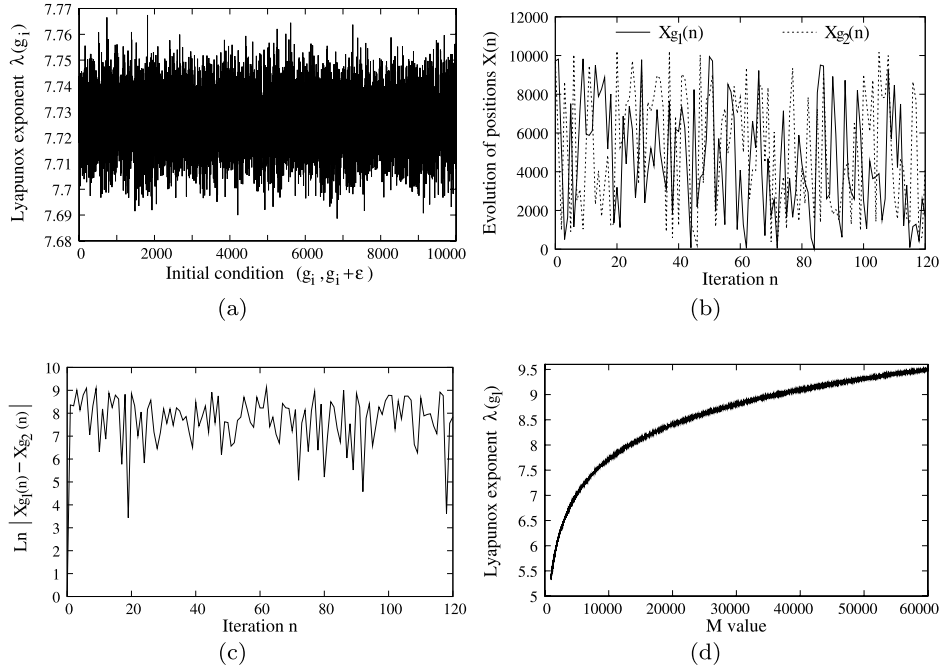 7.77
7.76
7.75
7.74
7.73
7.72
7.71
7.7
7.69
7.68
0 2000 4000 6000 8000 10000
Lyapunox exponent λ(gi)
Initial condition (gi ,gi+ε)
(a)
12000
10000
8000
6000
4000
2000
0
0 20 40 60 80 100 120
Xg1(n)
Xg2(n)
Evolution of positions X(n)
Iteration n
(b)
10
9
8
7
6
5
4
3
2
1
0
0 20 40 60 80 100 120
Ln | Xg1(n) − Xg2 (n) |
Iteration n
(c)
9.5
9
8.5
8
7.5
7
6.5
6
5.5
5
0 10000 20000 30000 40000 50000 60000
Lyapunox exponent λ(g1)
M value
(d)